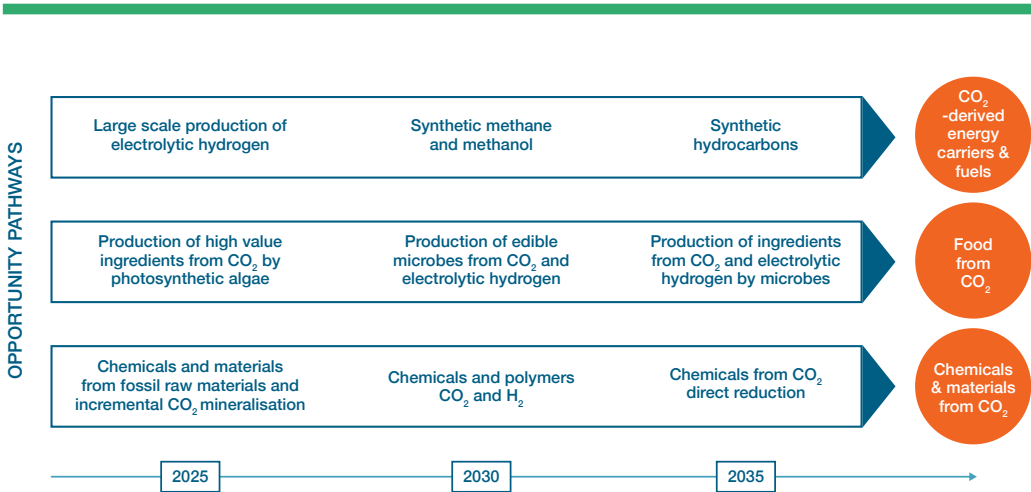 OPPORTUNITY PATHWAYS
Large scale production of
electrolytic hydrogen
Synthetic methane
and methanol
Synthetic
hydrocarbons
CO₂
-derived
energy
carriers &
fuels
Production of high value
ingredients from CO₂ by
photosynthetic algae
Production of edible
microbes from CO₂ and
electrolytic hydrogen
Production of ingredients
from CO₂ and electrolytic
hydrogen by microbes
Food
from
CO₂
Chemicals and materials
from fossil raw materials and
incremental CO₂ mineralisation
Chemicals and polymers
CO₂ and H₂
Chemicals from CO₂
direct reduction
Chemicals
& materials
from CO₂
2025
2030
2035